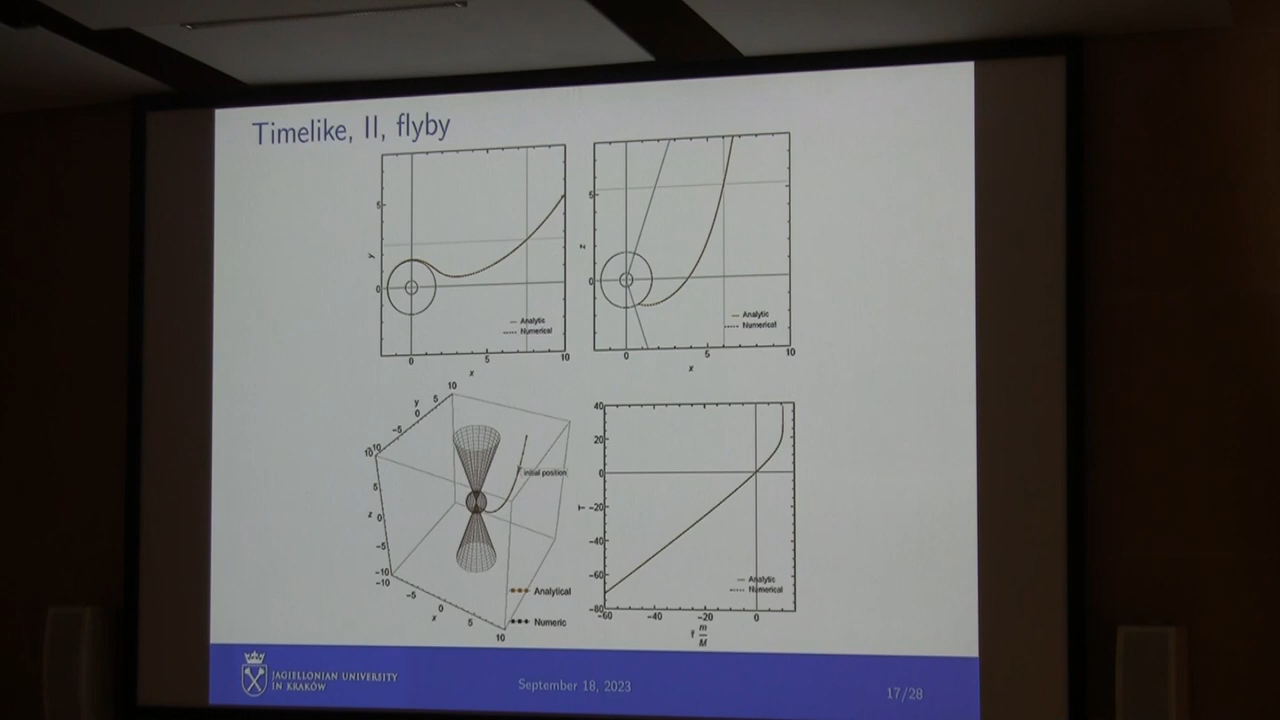 Timelike, II, flyby
5
y
0
— Analytic
..... Numerical
0
5
10
x
5
z
0
— Analytic
..... Numerical
0
5
10
x
10
5
y
0
-5
10
5
z 0
-5
-10
-10
-5
0
x
5
10
initial position
Analytical
Numeric
40
20
0
T -20
-40
-60
-80
-60
-40
-20
0
— Analytic
..... Numerical
m
M
JAGIELLONIAN UNIVERSITY
IN KRAKÓW
September 18, 2023
17/28